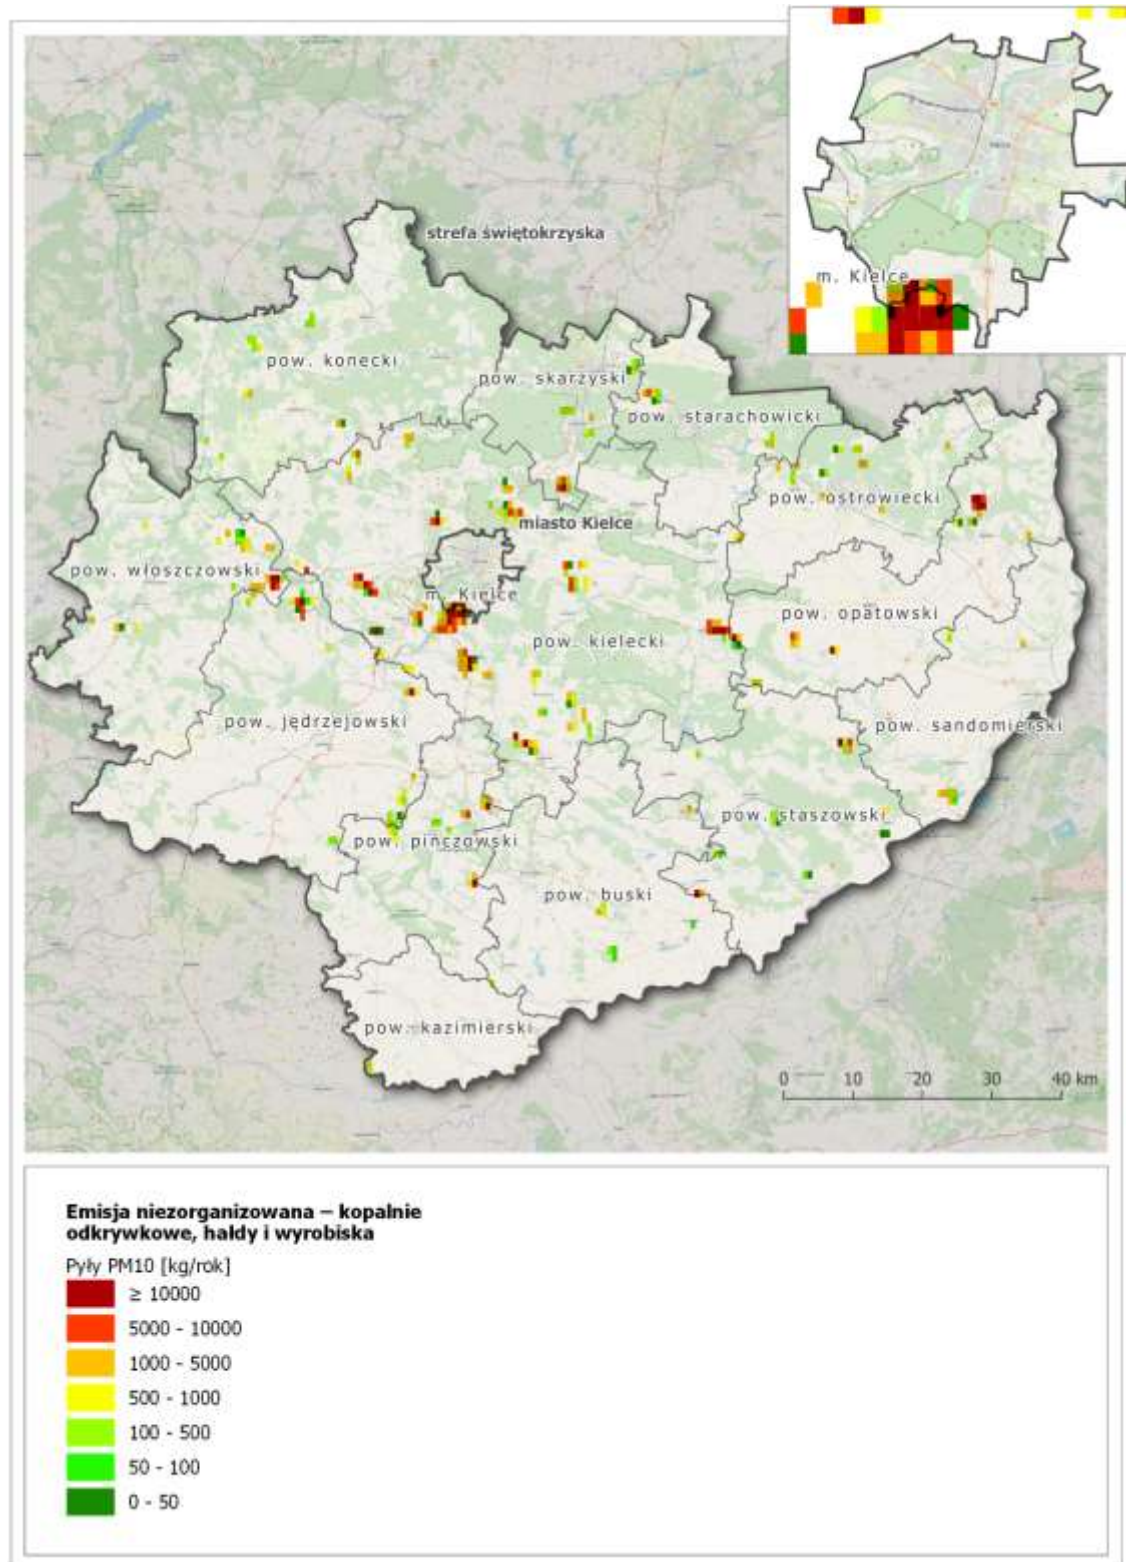 m. Kielce
strefa świętokrzyska
pow. konecki
pow. skarżyski
pow. starachowicki
pow. ostrowiecki
miasto Kielce
pow. włoszczowski
m. Kielce
pow. opatowski
pow. kielecki
pow. jędrzejowski
pow. sandomierski
pow. staszowski
pow. pińczowski
pow. buski
pow. kazimierski
0 10 20 30 40 km
Emisja niezorganizowana – kopalnie
odkrywkowe, hałdy i wyrobiska
Pyły PM10 [kg/rok]
≥ 10000
5000 - 10000
1000 - 5000
500 - 1000
100 - 500
50 - 100
0 - 50